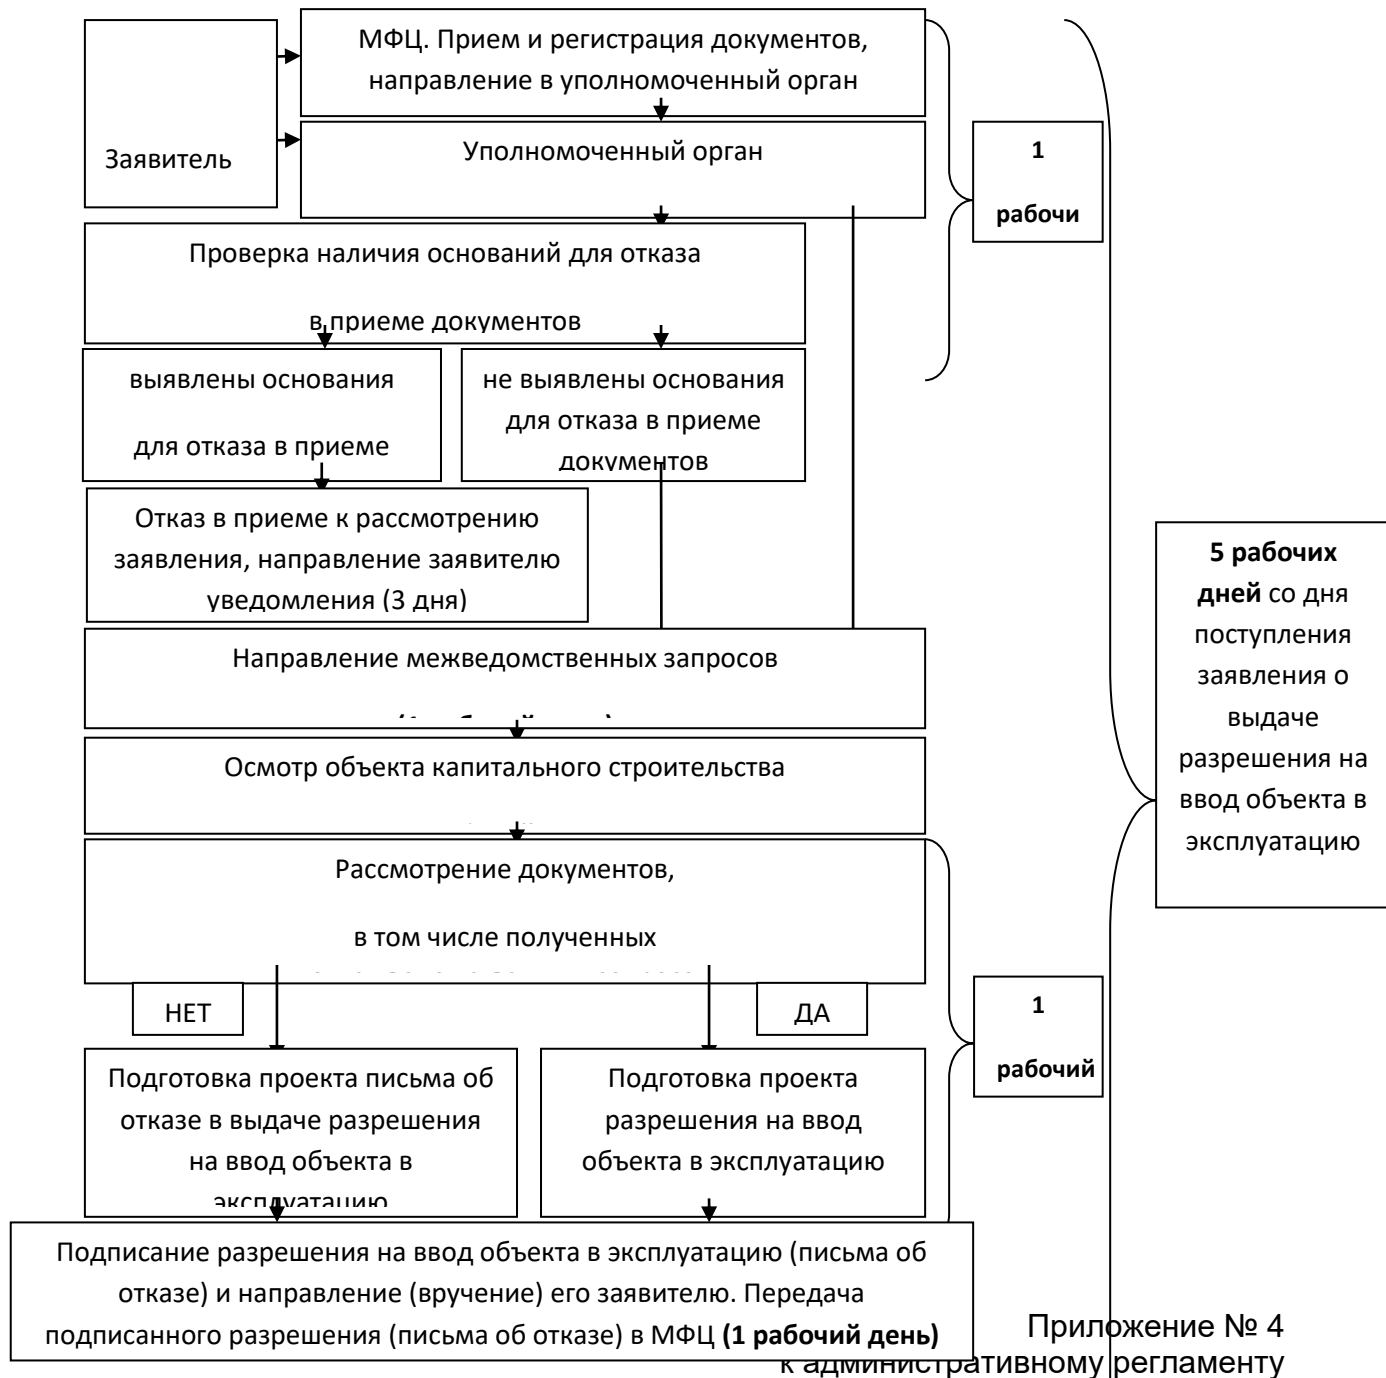 МФЦ. Прием и регистрация документов,
направление в уполномоченный орган
Заявитель
Уполномоченный орган
1
рабочи
Проверка наличия оснований для отказа
в приеме документов
выявлены основания
для отказа в приеме
не выявлены основания
для отказа в приеме
документов
Отказ в приеме к рассмотрению
заявления, направление заявителю
уведомления (3 дня)
5 рабочих
дней со дня
поступления
заявления о
выдаче
разрешения на
ввод объекта в
эксплуатацию
Направление межведомственных запросов
Осмотр объекта капитального строительства
Рассмотрение документов,
в том числе полученных
НЕТ
ДА
1
рабочий
Подготовка проекта письма об
отказе в выдаче разрешения
на ввод объекта в
эксплуатацию
Подготовка проекта
разрешения на ввод
объекта в эксплуатацию
Подписание разрешения на ввод объекта в эксплуатацию (письма об
отказе) и направление (вручение) его заявителю. Передача
подписанного разрешения (письма об отказе) в МФЦ (1 рабочий день)
Приложение № 4
к административному регламенту